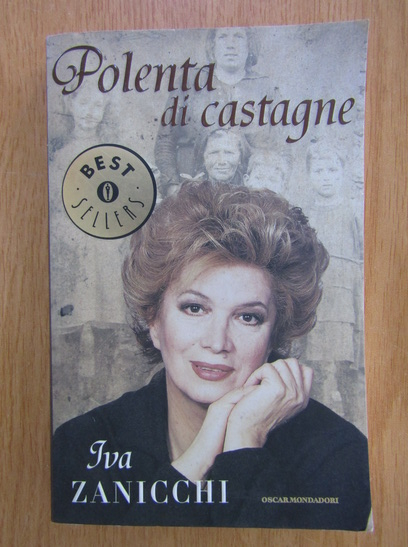 Polenta
di castagne
BEST
SELLERS
Iva
ZANICCHI
OSCAR MONDADORI